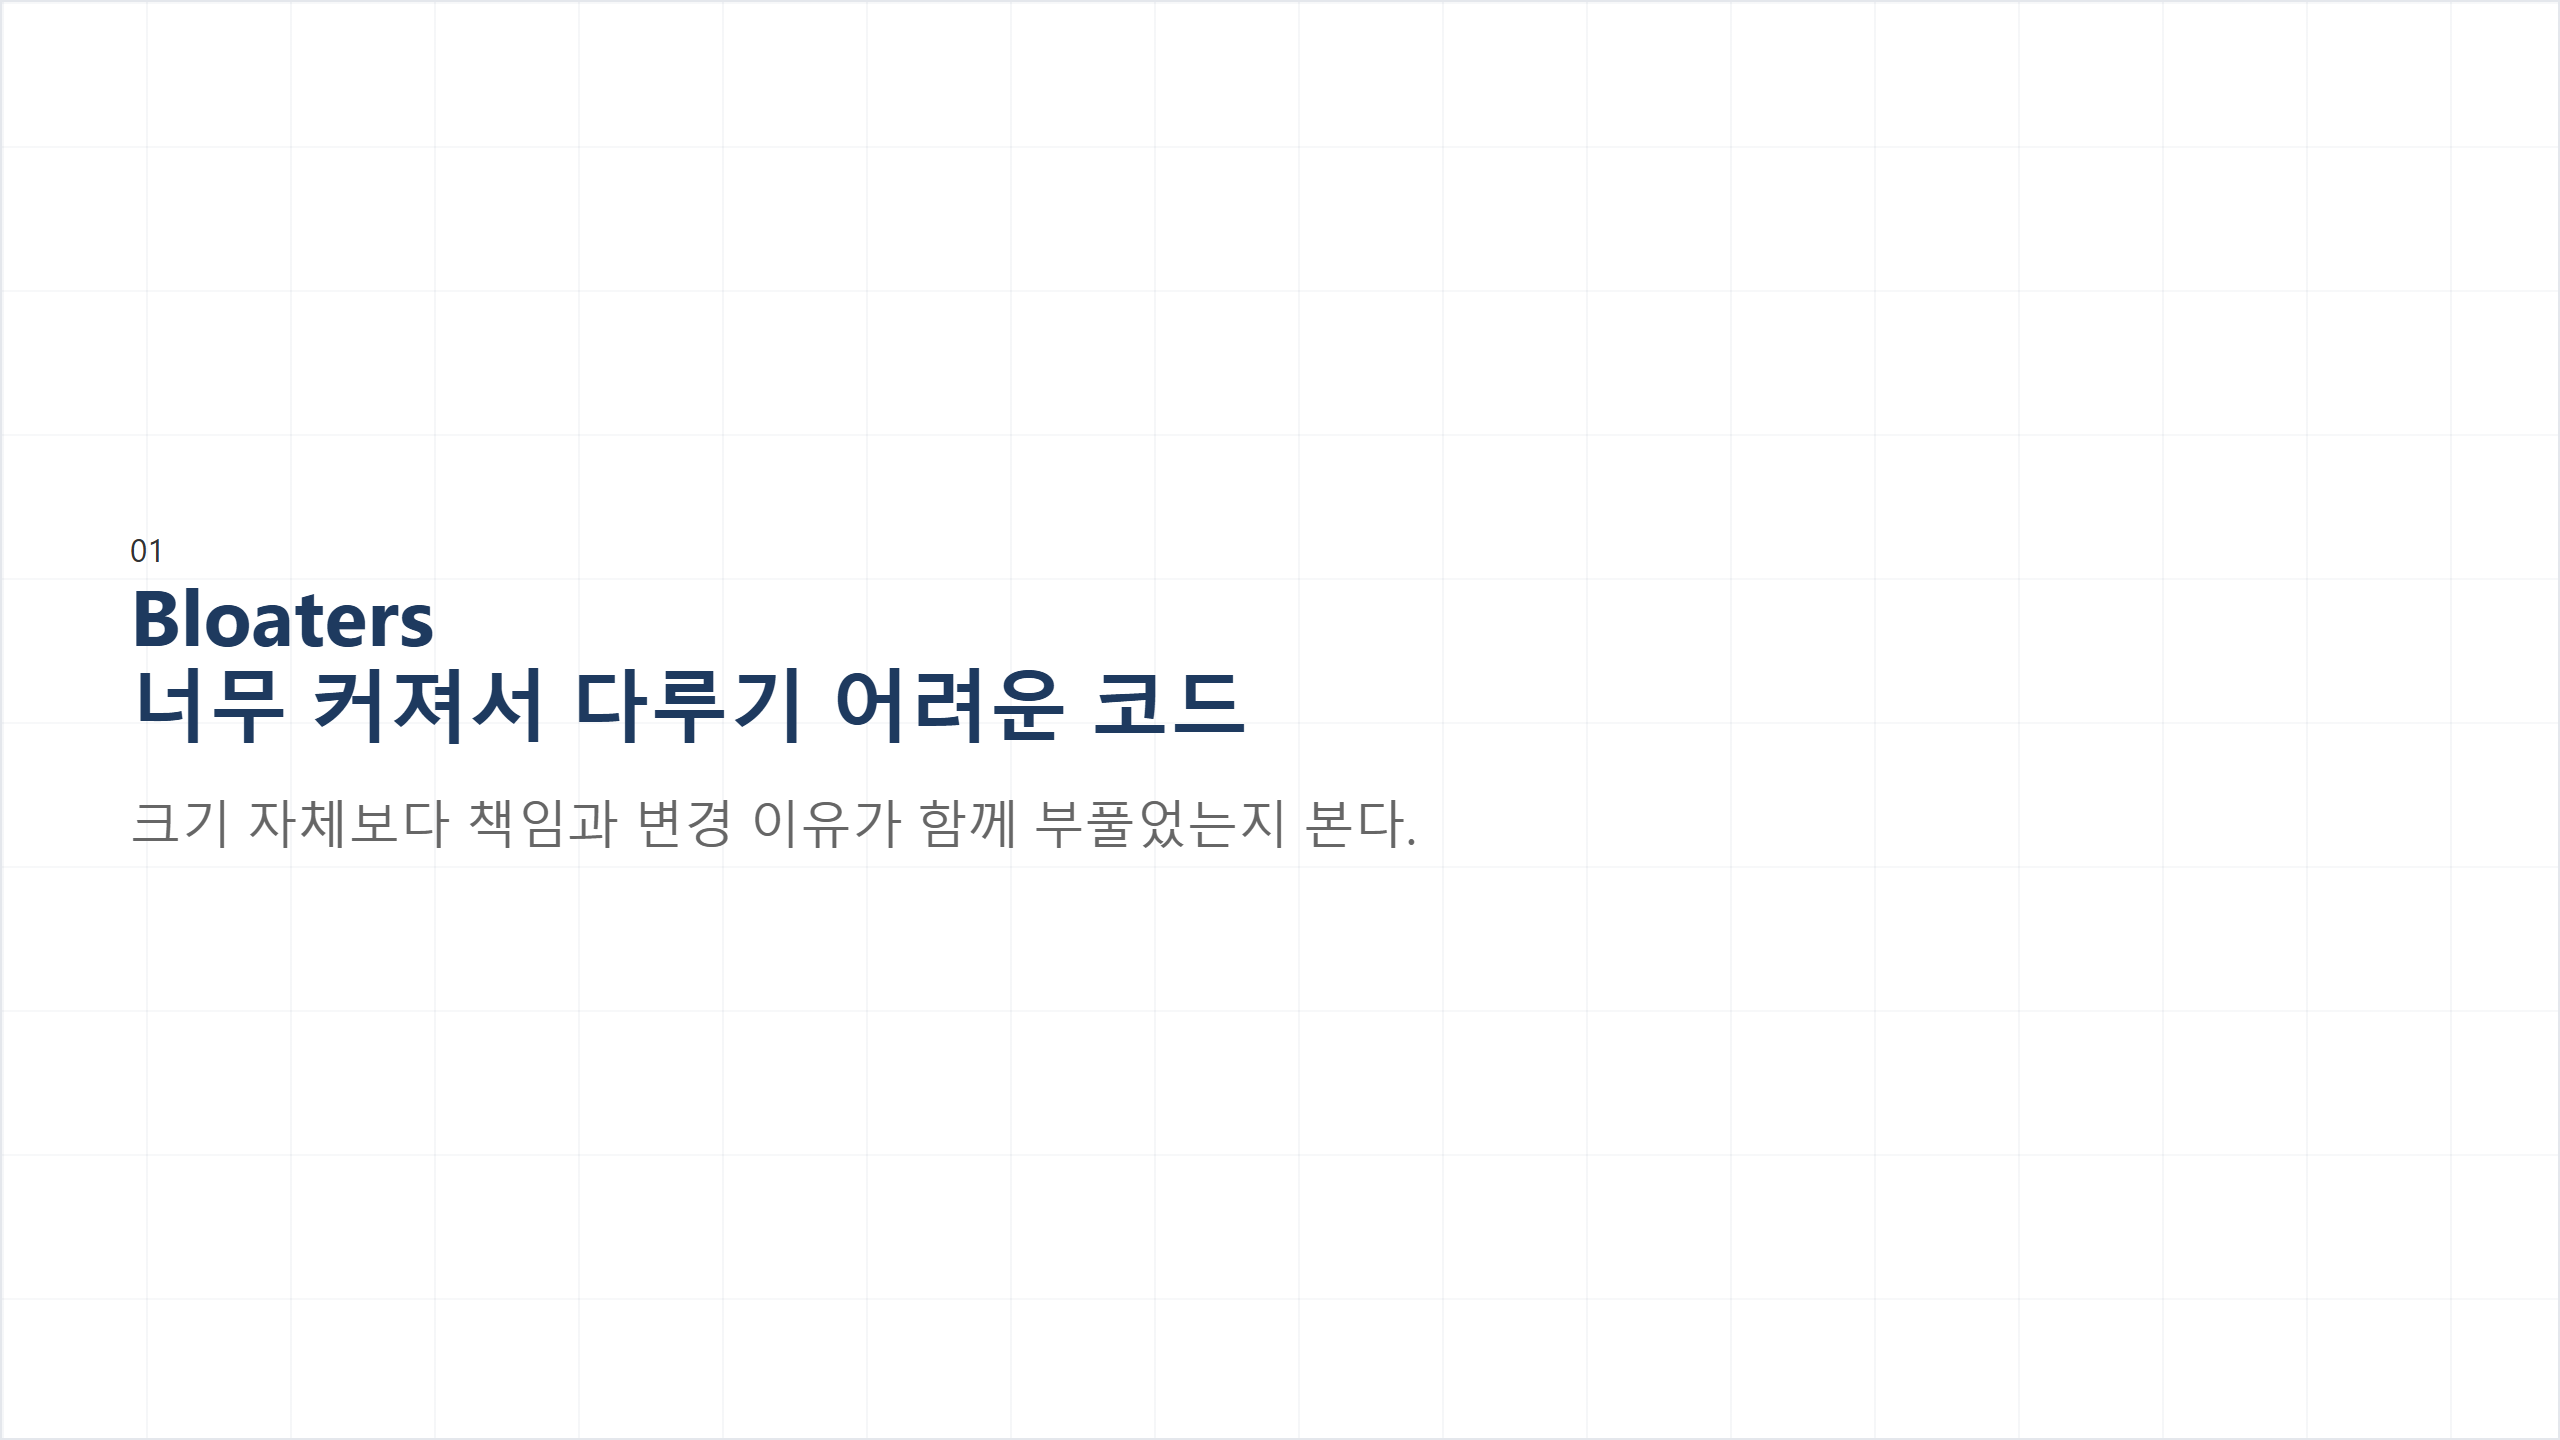 01
Bloaters
너무 커져서 다루기 어려운 코드
크기 자체보다 책임과 변경 이유가 함께 부풀었는지 본다.